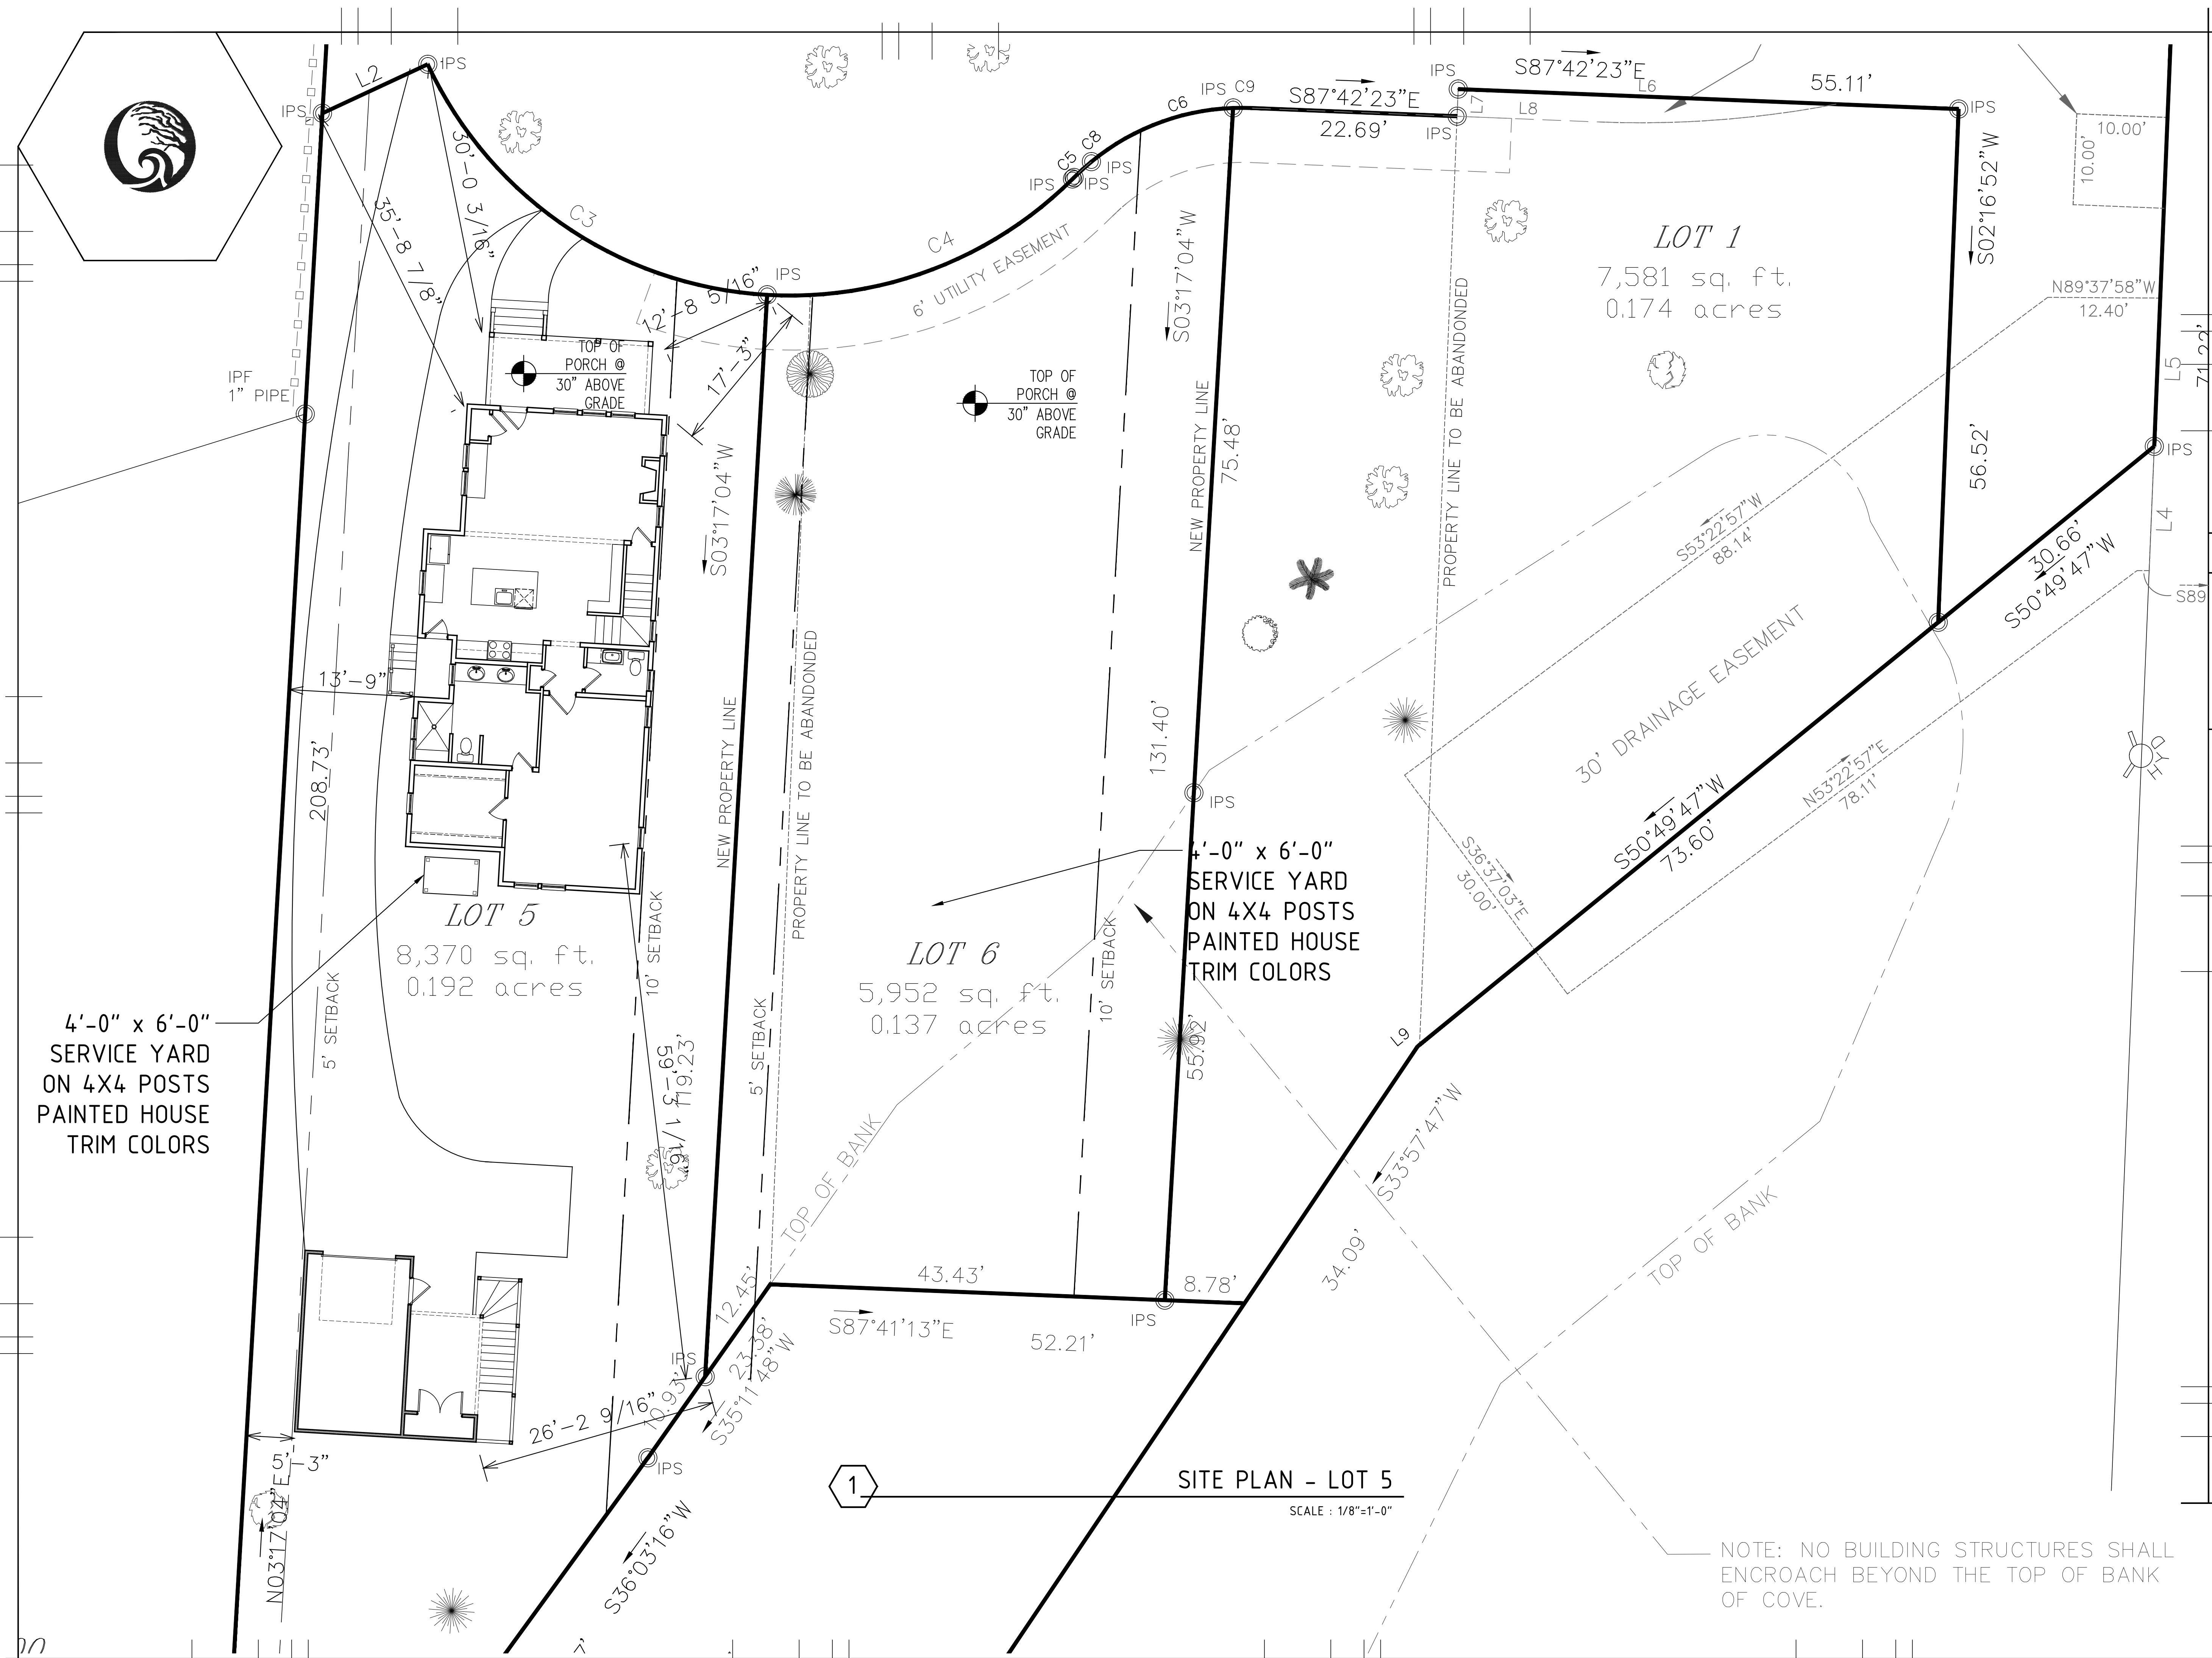 L2
IPS
IPS
30'-0 3/16"
35'-8 7/8"
C3
IPF
1" PIPE
TOP OF
PORCH @
30" ABOVE
GRADE
12'-8 5/16"
IPS
17'-3"
C4
6' UTILITY EASEMENT
C5
C8
IPS
IPS
IPS
C6
IPS
C9
S87°42'23"E
22.69'
IPS
IPS
S87°42'23"E
L6
55.11'
L7
L8
IPS
10.00'
10.00'
S02°16'52"W
LOT 1
7,581 sq. ft.
0.174 acres
N89°37'58"W
12.40'
L5
71.22'
IPS
L4
S89
S03°17'04"W
S03°17'04"W
TOP OF
PORCH @
30" ABOVE
GRADE
NEW PROPERTY LINE
75.48'
PROPERTY LINE TO BE ABANDONED
56.52'
S53°22'57"W
88.14'
30.66'
S50°49'47"W
30' DRAINAGE EASEMENT
HYD
13'-9"
208.73'
NEW PROPERTY LINE
PROPERTY LINE TO BE ABANDONED
131.40'
IPS
N53°22'57"E
78.11'
S50°49'47"W
73.60'
S36°37'03"E
30.00'
4'-0" x 6'-0"
SERVICE YARD
ON 4X4 POSTS
PAINTED HOUSE
TRIM COLORS
LOT 5
8,370 sq. ft.
0.192 acres
10' SETBACK
LOT 6
5,952 sq. ft.
0.137 acres
10' SETBACK
4'-0" x 6'-0"
SERVICE YARD
ON 4X4 POSTS
PAINTED HOUSE
TRIM COLORS
5' SETBACK
5' SETBACK
119.23'
59'-3 1/16"
55.92'
L9
TOP OF BANK
S33°57'47"W
34.09'
TOP OF BANK
43.43'
8.78'
S87°41'13"E
52.21'
IPS
12.45'
23.38'
S35°11'48"W
IPS
10.93'
26'-2 9/16"
IPS
5'-3"
N03°17'04"E
S36°03'16"W
1
SITE PLAN - LOT 5
SCALE : 1/8"=1'-0"
NOTE: NO BUILDING STRUCTURES SHALL
ENCROACH BEYOND THE TOP OF BANK
OF COVE.